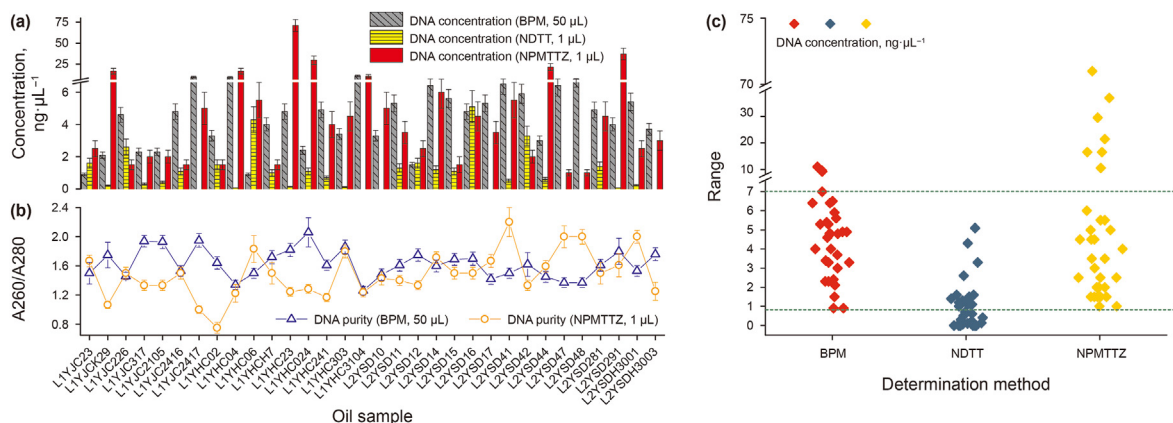 (a)
DNA concentration (BPM, 50 μL)
DNA concentration (NDTT, 1 μL)
DNA concentration (NPMTTZ, 1 μL)
Concentration,
ng·μL⁻¹
75
50
25
6
4
2
0
(b)
A260/A280
2.4
2.0
1.6
1.2
0.8
DNA purity (BPM, 50 μL)
DNA purity (NPMTTZ, 1 μL)
L1YJC23
L1YJCK29
L1YJC226
L1YJC317
L1YJC2105
L1YJC2416
L1YJC2417
L1YHC02
L1YHC04
L1YHC06
L1YHCH7
L1YHC23
L1YHC024
L1YHC241
L1YHC303
L1YHC3104
L2YSD10
L2YSD11
L2YSD12
L2YSD14
L2YSD15
L2YSD16
L2YSD17
L2YSD41
L2YSD42
L2YSD44
L2YSD47
L2YSD48
L2YSD281
L2YSD291
L2YSDH3001
L2YSDH3003
Oil sample
(c)
DNA concentration, ng·μL⁻¹
Range
75
70
30
20
10
7
6
5
4
3
2
1
0
BPM
NDTT
NPMTTZ
Determination method